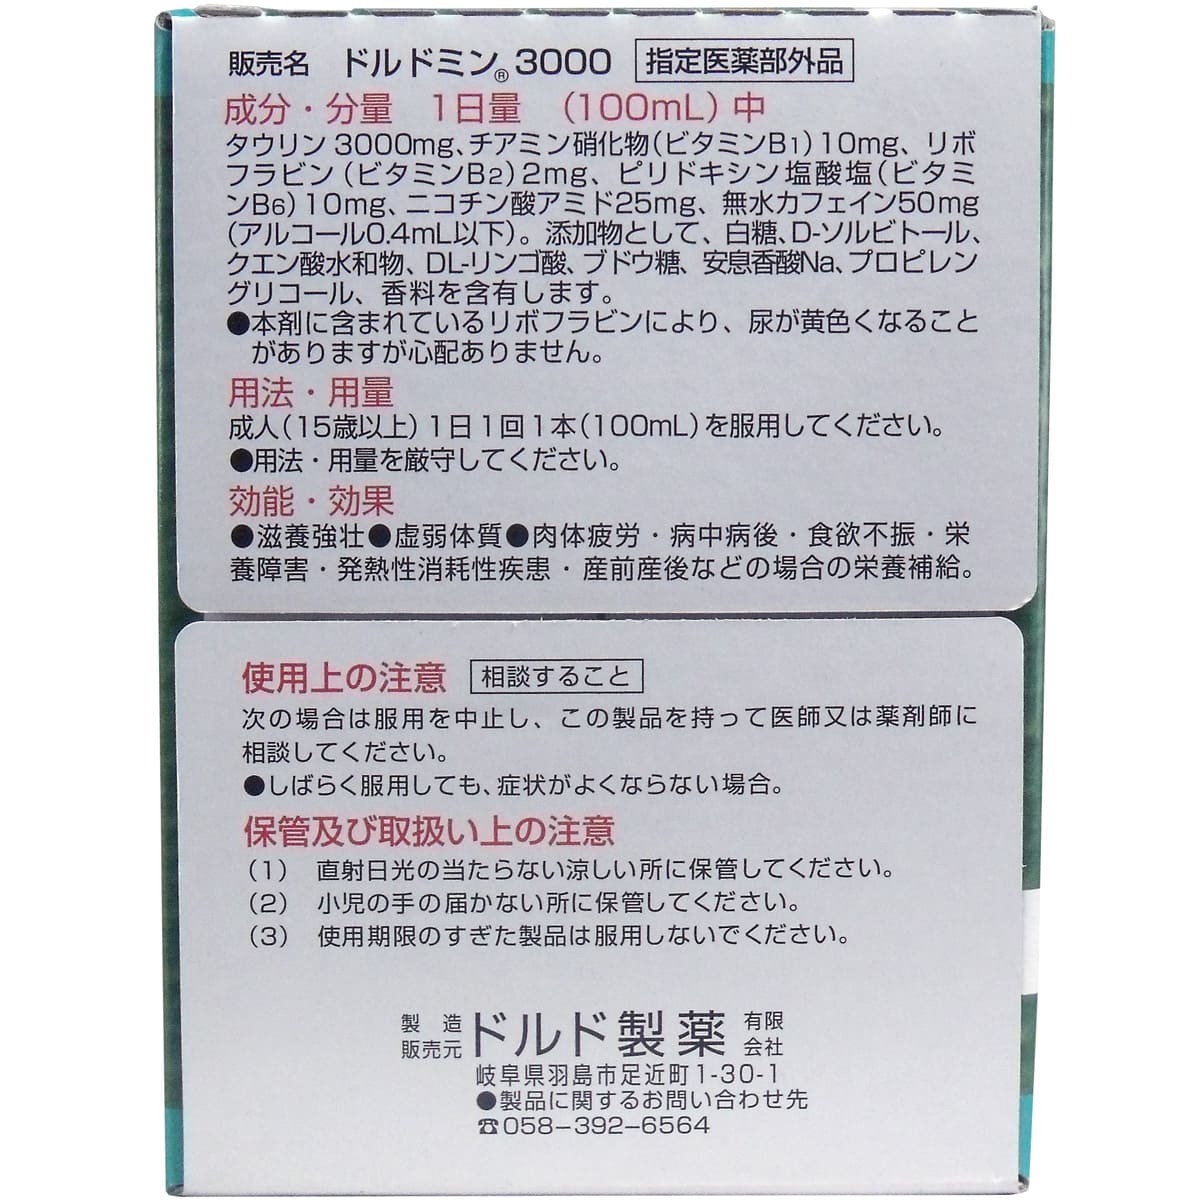 販売名 ドルドミン®3000 指定医薬部外品
成分・分量 1日量 (100mL)中
タウリン3000mg、チアミン硝化物(ビタミンB1)10mg、リボ
フラビン(ビタミンB2)2mg、ピリドキシン塩酸塩(ビタミ
ンB6)10mg、ニコチン酸アミド25mg、無水カフェイン50mg
(アルコール0.4mL以下)。添加物として、白糖、D-ソルビトール、
クエン酸水和物、DL-リンゴ酸、ブドウ糖、安息香酸Na、プロピレン
グリコール、香料を含有します。
●本剤に含まれているリボフラビンにより、尿が黄色くなること
がありますが心配ありません。
用法・用量
成人(15歳以上)1日1回1本(100mL)を服用してください。
●用法・用量を厳守してください。
効能・効果
●滋養強壮●虚弱体質●肉体疲労・病中病後・食欲不振・栄
養障害・発熱性消耗性疾患・産前産後などの場合の栄養補給。
使用上の注意 相談すること
次の場合は服用を中止し、この製品を持って医師又は薬剤師に
相談してください。
●しばらく服用しても、症状がよくならない場合。
保管及び取扱い上の注意
(1) 直射日光の当たらない涼しい所に保管してください。
(2) 小児の手の届かない所に保管してください。
(3) 使用期限のすぎた製品は服用しないでください。
製造販売元 ドルド製薬 有限会社
岐阜県羽島市足近町1-30-1
●製品に関するお問い合わせ先
☎058-392-6564